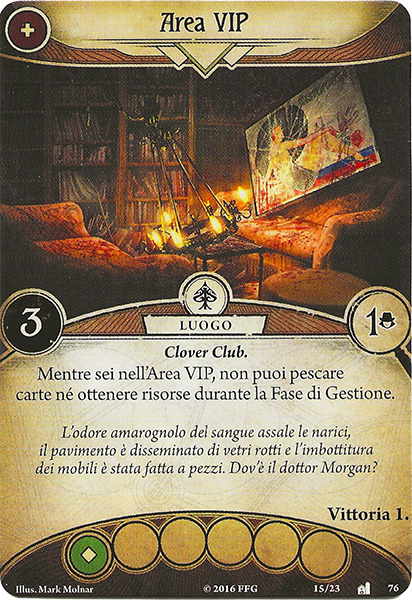 Area VIP
3
LUOGO
1
Clover Club.
Mentre sei nell'Area VIP, non puoi pescare
carte né ottenere risorse durante la Fase di Gestione.
L'odore amarognolo del sangue assale le narici,
il pavimento è disseminato di vetri rotti e l'imbottitura
dei mobili è stata fatta a pezzi. Dov'è il dottor Morgan?
Vittoria 1.
Illus. Mark Molnar
© 2016 FFG
15/23
76